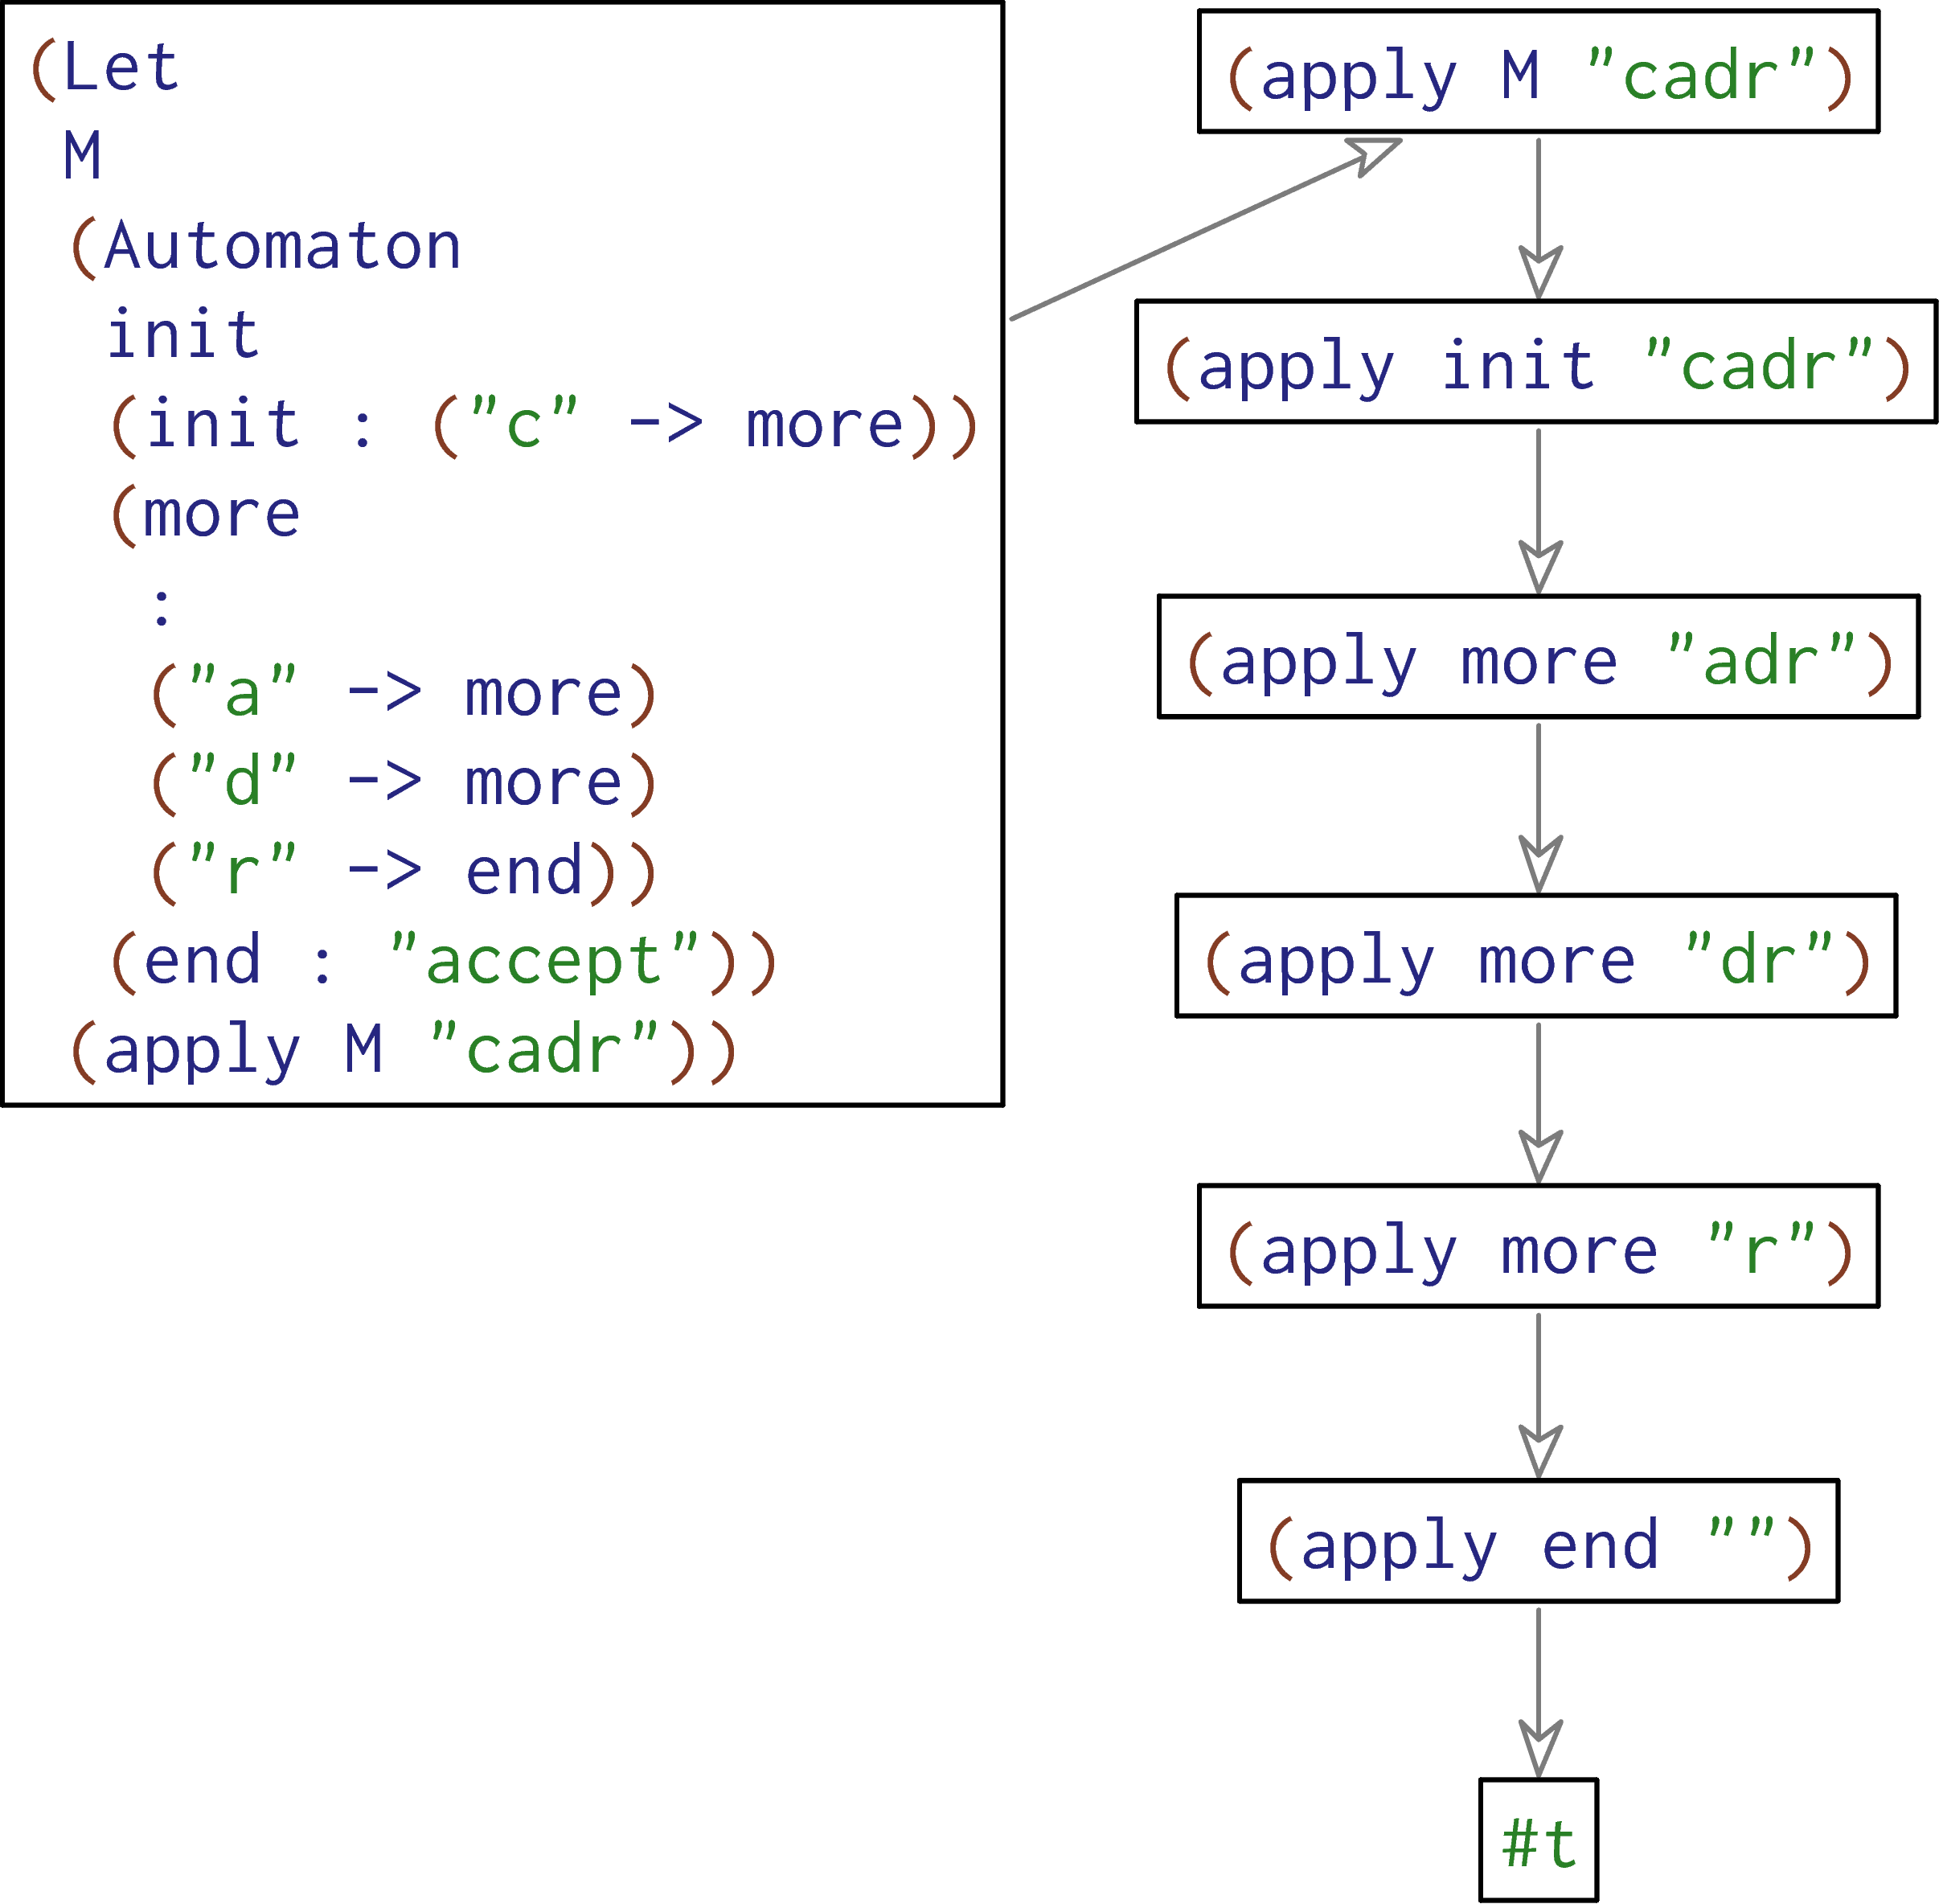 (Let
M
(Automaton
init
(init : ("c" -> more))
(more
:
("a" -> more)
("d" -> more)
("r" -> end))
(end : "accept"))
(apply M "cadr"))
(apply M "cadr")
(apply init "cadr")
(apply more "adr")
(apply more "dr")
(apply more "r")
(apply end "")
#t